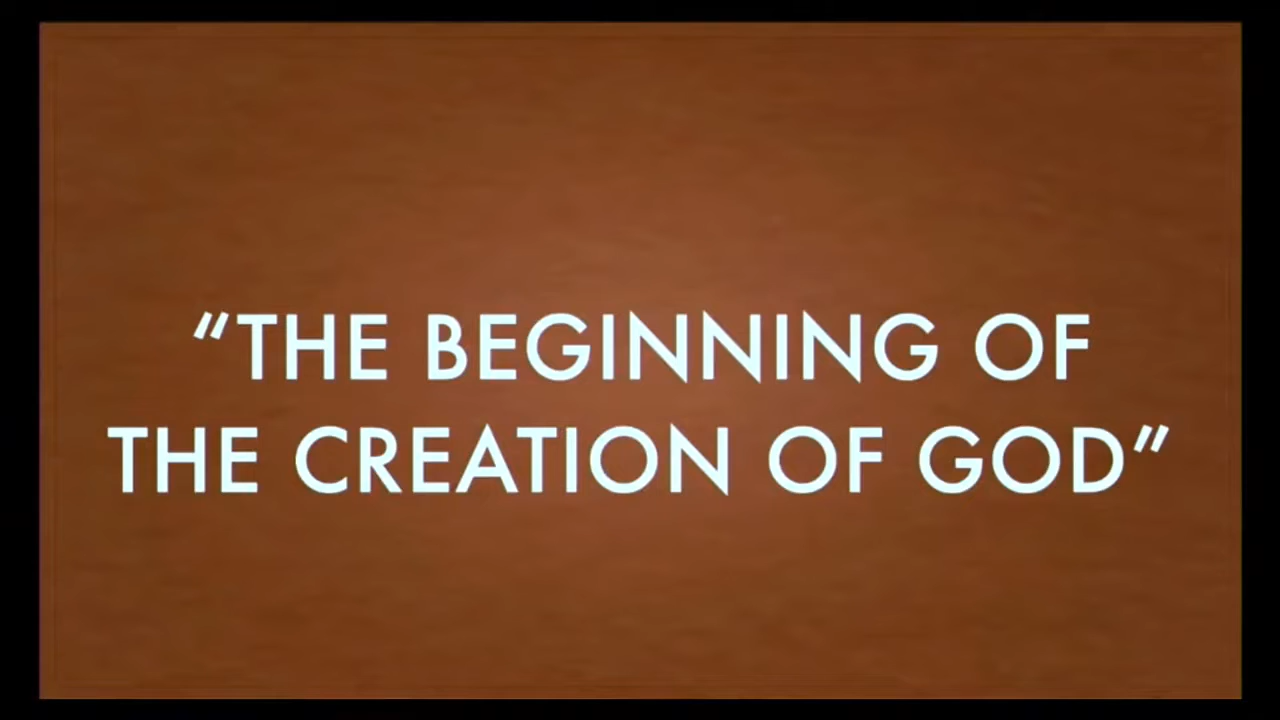 “THE BEGINNING OF
THE CREATION OF GOD”